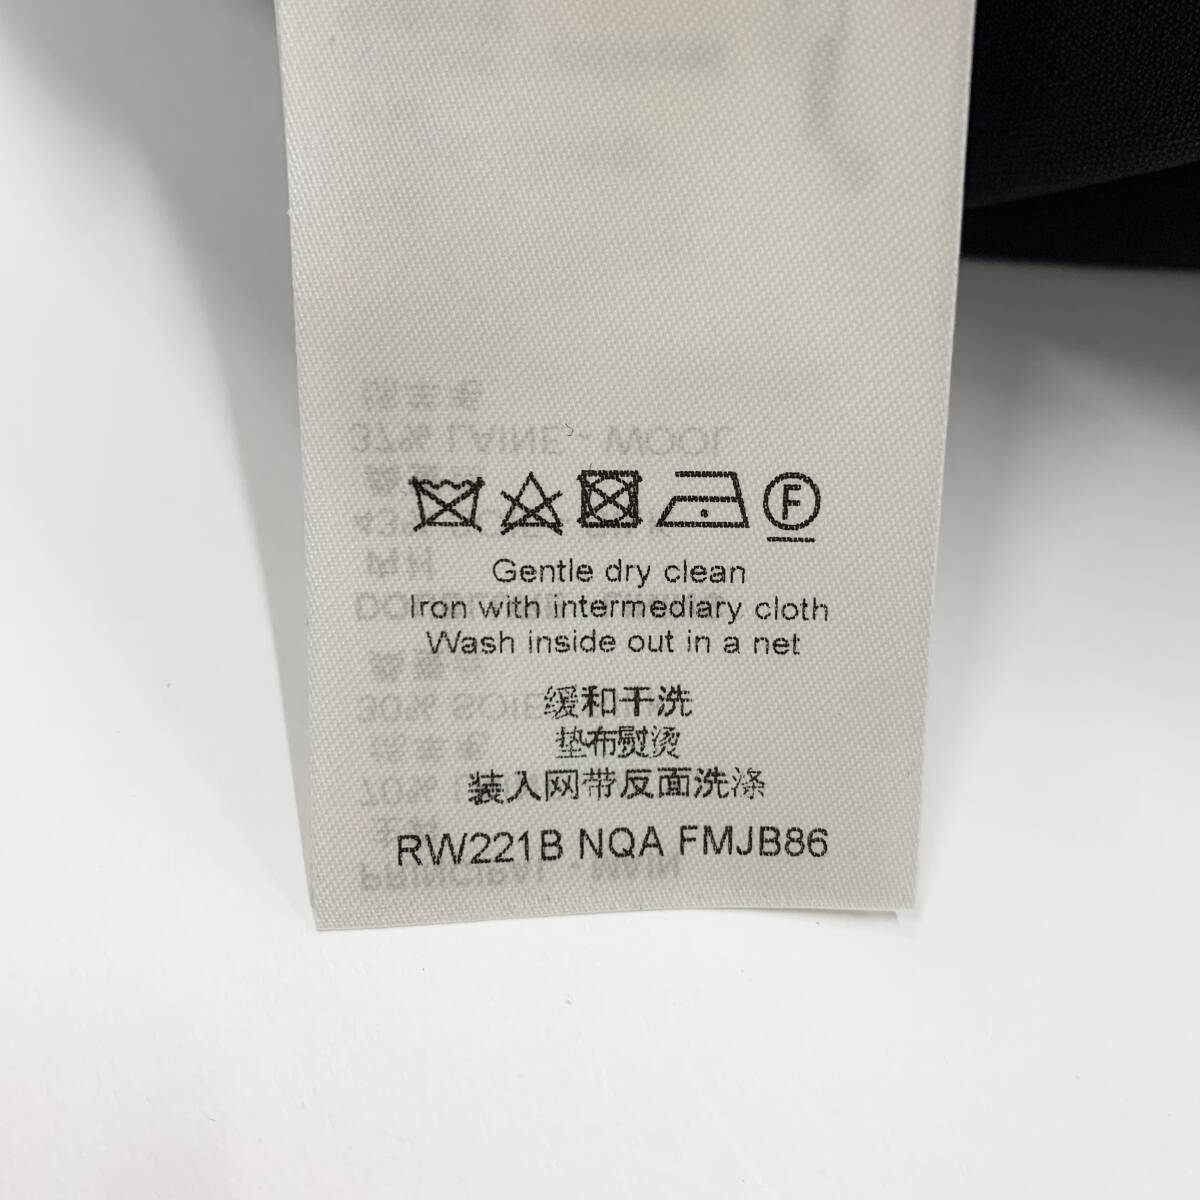 F
Gentle dry clean
Iron with intermediary cloth
Wash inside out in a net
缓和干洗
垫布熨烫
装入网带反面洗涤
RW221B NQA FMJB86